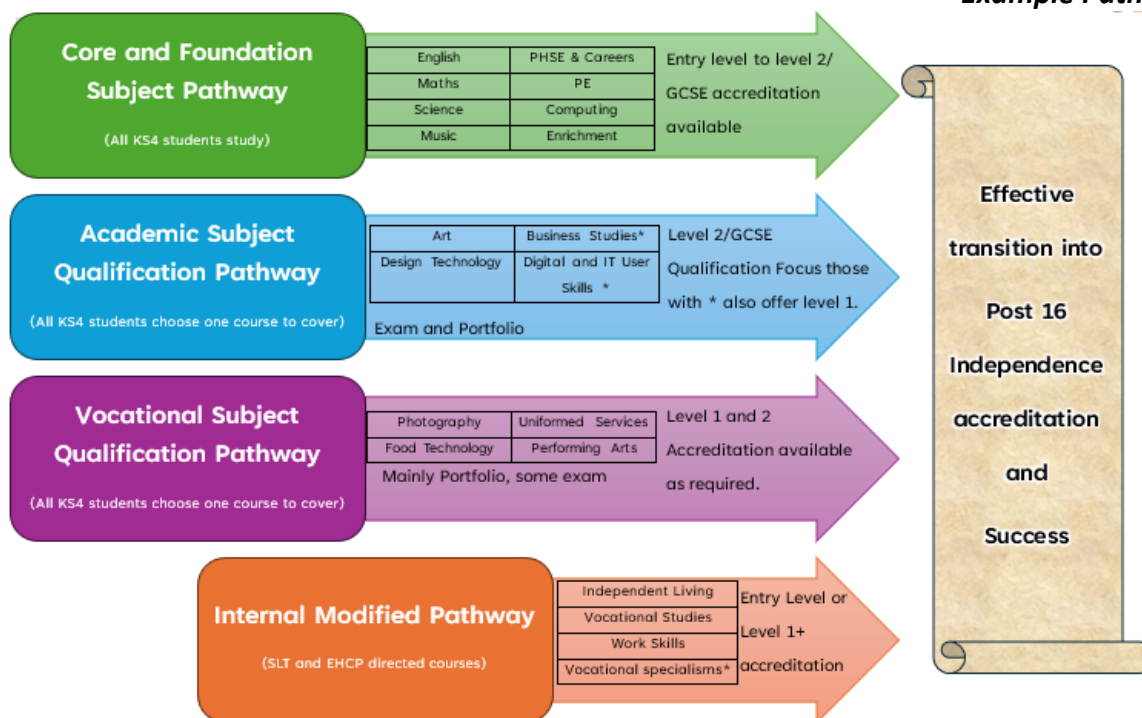 Example Path
Core and Foundation
Subject Pathway
(All KS4 students study)
English
PHSE & Careers
Maths
PE
Science
Computing
Music
Enrichment
Entry level to level 2/
GCSE accreditation
available
Academic Subject
Qualification Pathway
(All KS4 students choose one course to cover)
Art
Business Studies*
Design Technology
Digital and IT User
Skills *
Exam and Portfolio
Level 2/GCSE
Qualification Focus those
with * also offer level 1.
Vocational Subject
Qualification Pathway
(All KS4 students choose one course to cover)
Photography
Uniformed Services
Food Technology
Performing Arts
Mainly Portfolio, some exam
Level 1 and 2
Accreditation available
as required.
Internal Modified Pathway
(SLT and EHCP directed courses)
Independent Living
Vocational Studies
Work Skills
Vocational specialisms*
Entry Level or
Level 1+
accreditation
Effective
transition into
Post 16
Independence
accreditation
and
Success